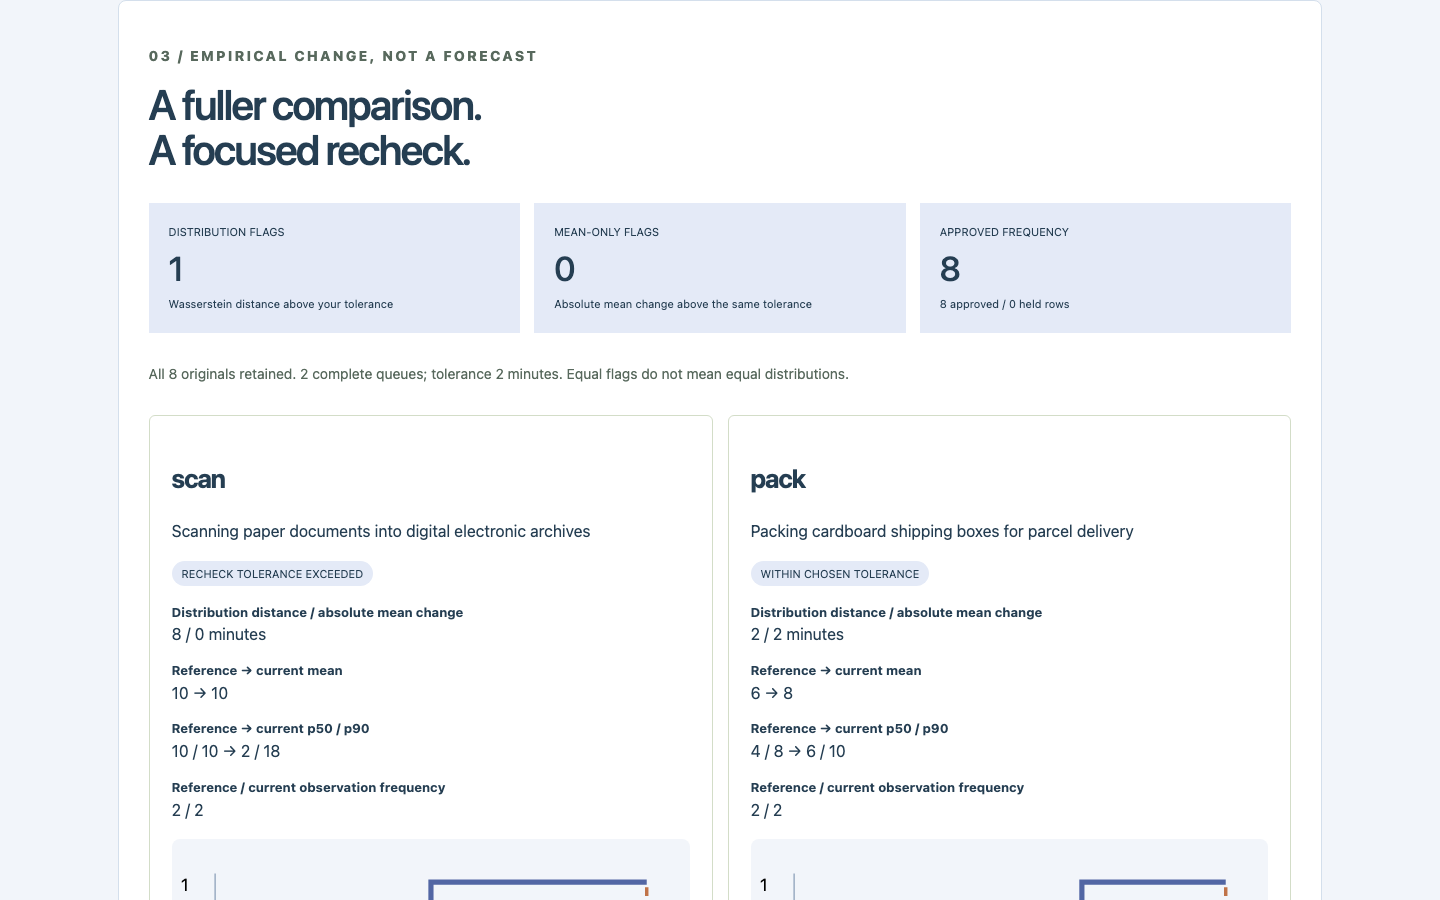 03 / EMPIRICAL CHANGE, NOT A FORECAST
A fuller comparison.
A focused recheck.
DISTRIBUTION FLAGS
1
Wasserstein distance above your tolerance
MEAN-ONLY FLAGS
0
Absolute mean change above the same tolerance
APPROVED FREQUENCY
8
8 approved / 0 held rows
All 8 originals retained. 2 complete queues; tolerance 2 minutes. Equal flags do not mean equal distributions.
scan
Scanning paper documents into digital electronic archives
RECHECK TOLERANCE EXCEEDED
Distribution distance / absolute mean change
8 / 0 minutes
Reference → current mean
10 → 10
Reference → current p50 / p90
10 / 10 → 2 / 18
Reference / current observation frequency
2 / 2
1
pack
Packing cardboard shipping boxes for parcel delivery
WITHIN CHOSEN TOLERANCE
Distribution distance / absolute mean change
2 / 2 minutes
Reference → current mean
6 → 8
Reference → current p50 / p90
4 / 8 → 6 / 10
Reference / current observation frequency
2 / 2
1